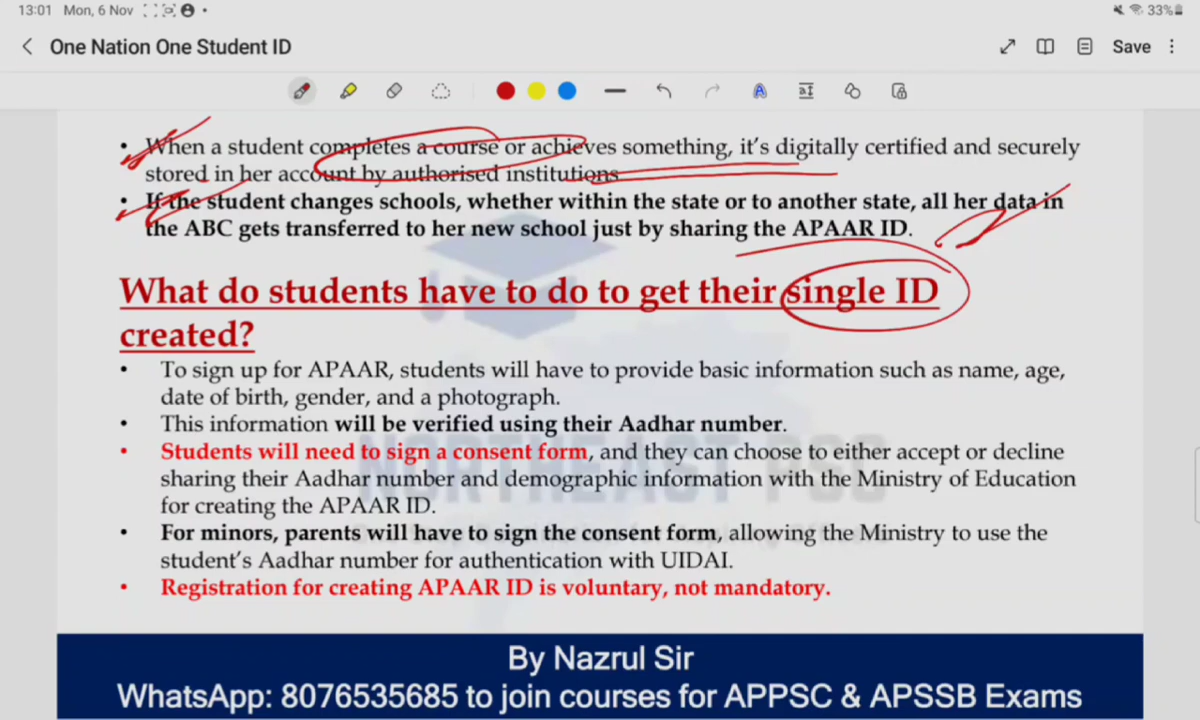 13:01 Mon, 6 Nov
33%
One Nation One Student ID
Save
• When a student completes a course or achieves something, it's digitally certified and securely
stored in her account by authorised institutions
• If the student changes schools, whether within the state or to another state, all her data in
the ABC gets transferred to her new school just by sharing the APAAR ID.
What do students have to do to get their single ID
created?
• To sign up for APAAR, students will have to provide basic information such as name, age,
date of birth, gender, and a photograph.
• This information will be verified using their Aadhar number.
• Students will need to sign a consent form, and they can choose to either accept or decline
sharing their Aadhar number and demographic information with the Ministry of Education
for creating the APAAR ID.
• For minors, parents will have to sign the consent form, allowing the Ministry to use the
student's Aadhar number for authentication with UIDAI.
• Registration for creating APAAR ID is voluntary, not mandatory.
NORTHEAST PSC
By Nazrul Sir
WhatsApp: 8076535685 to join courses for APPSC & APSSB Exams